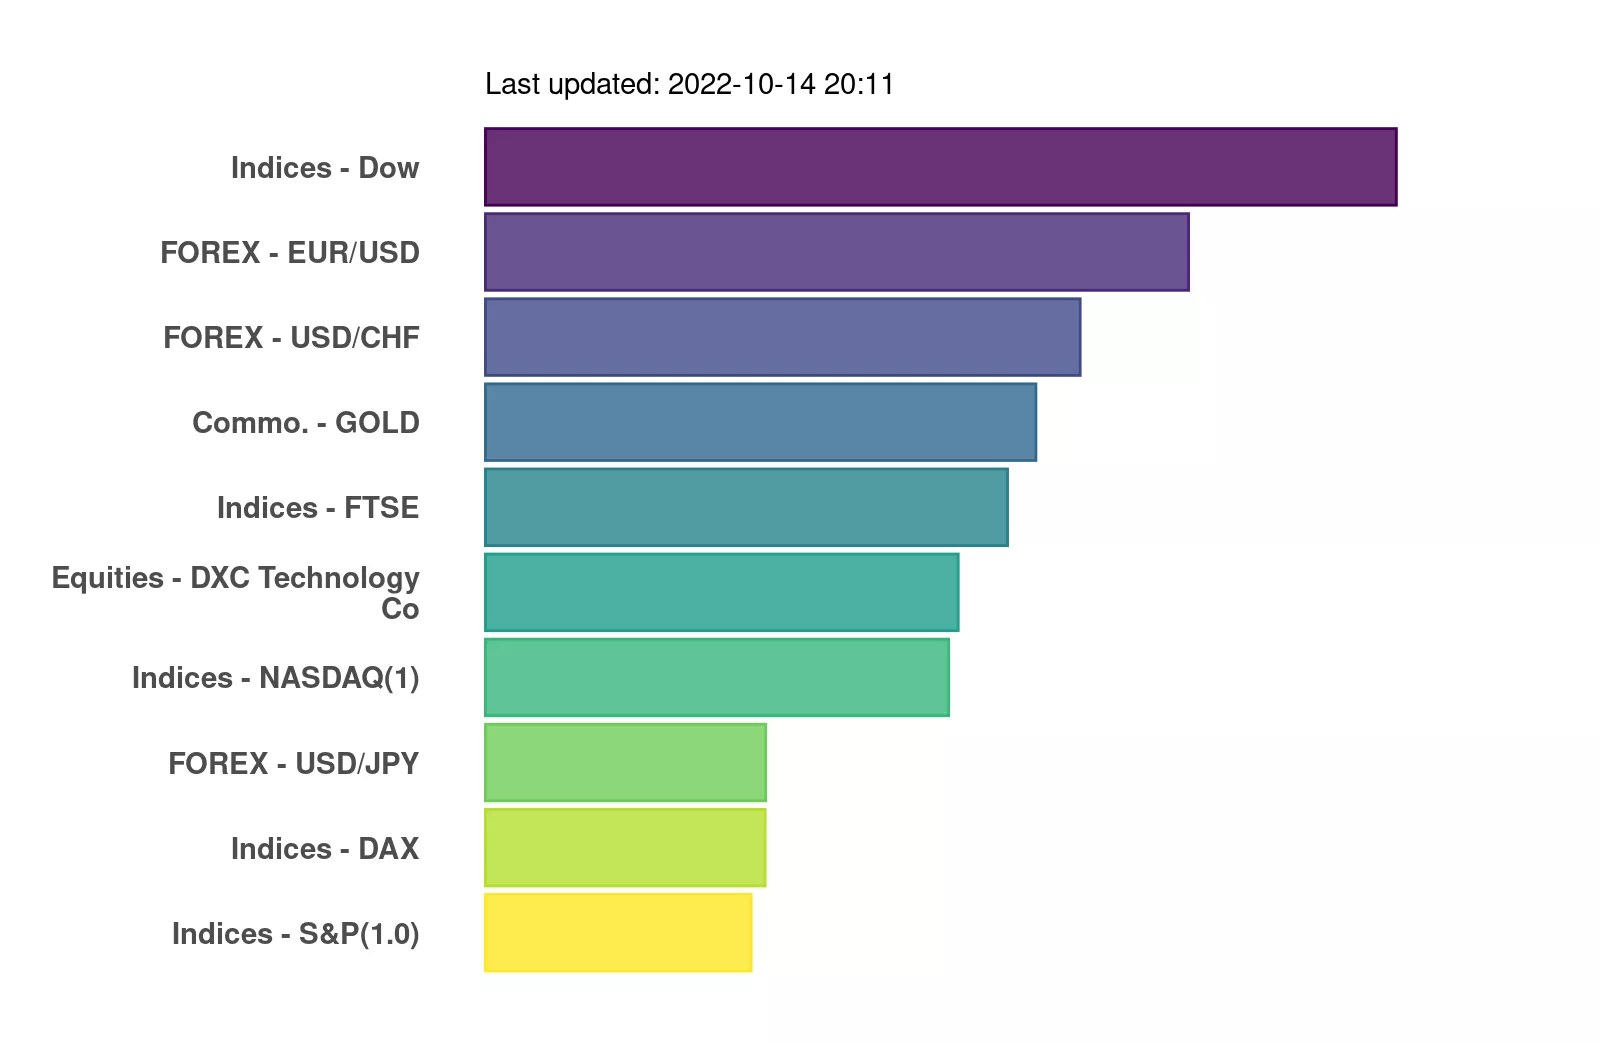 Last updated: 2022-10-14 20:11
Indices - Dow
FOREX - EUR/USD
FOREX - USD/CHF
Commo. - GOLD
Indices - FTSE
Equities - DXC Technology
Co
Indices - NASDAQ(1)
FOREX - USD/JPY
Indices - DAX
Indices - S&P(1.0)